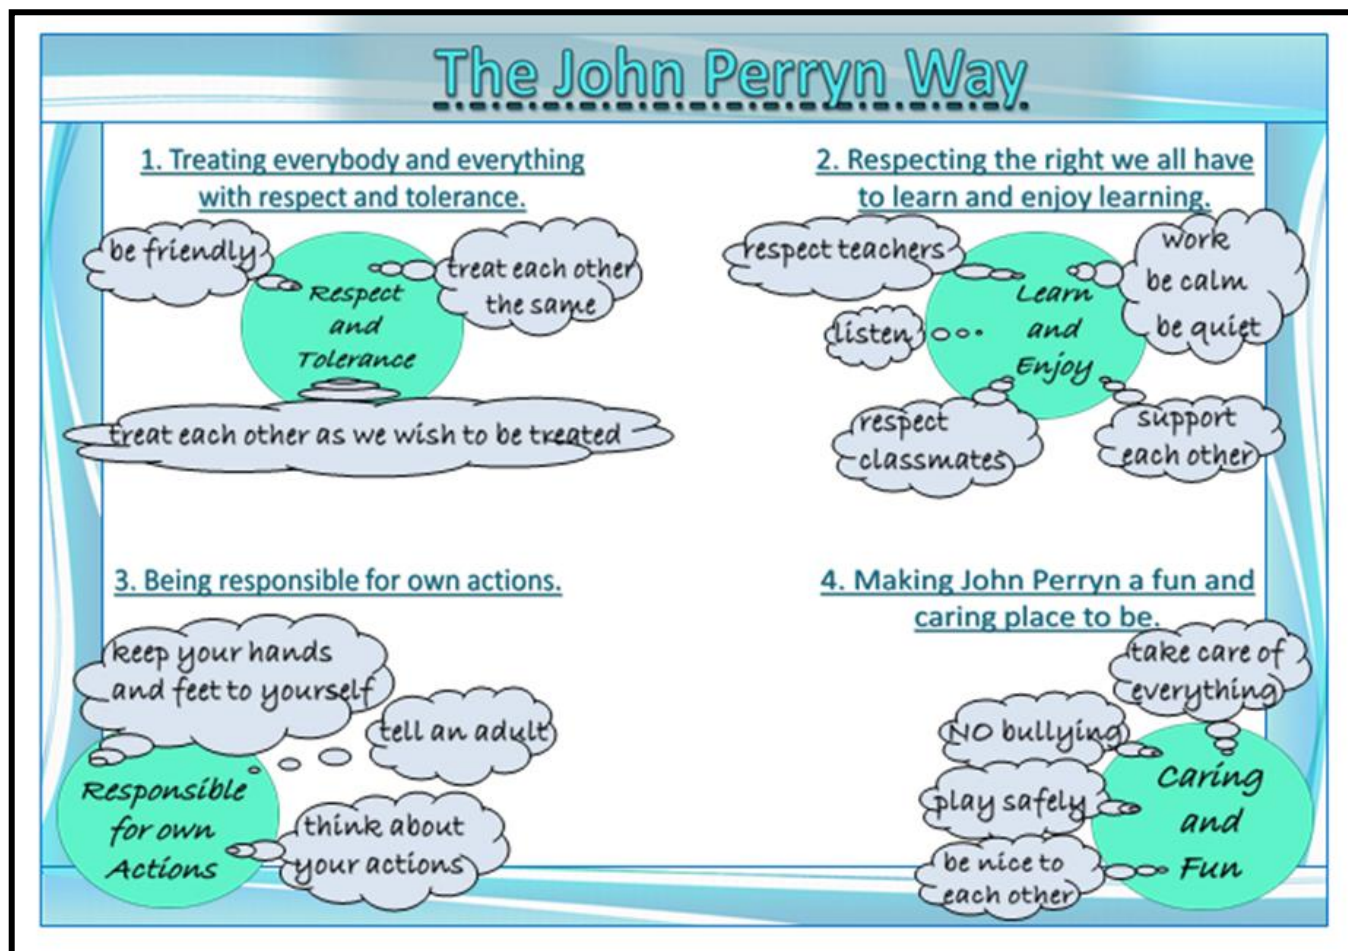 The John Perryn Way
1. Treating everybody and everything
with respect and tolerance.
be friendly
treat each other
the same
Respect
and
Tolerance
treat each other as we wish to be treated
2. Respecting the right we all have
to learn and enjoy learning.
respect teachers
work
be calm
be quiet
listen
Learn
and
Enjoy
respect
classmates
support
each other
3. Being responsible for own actions.
keep your hands
and feet to yourself
tell an adult
Responsible
for own
Actions
think about
your actions
4. Making John Perryn a fun and
caring place to be.
take care of
everything
NO bullying
play safely
Caring
and
Fun
be nice to
each other